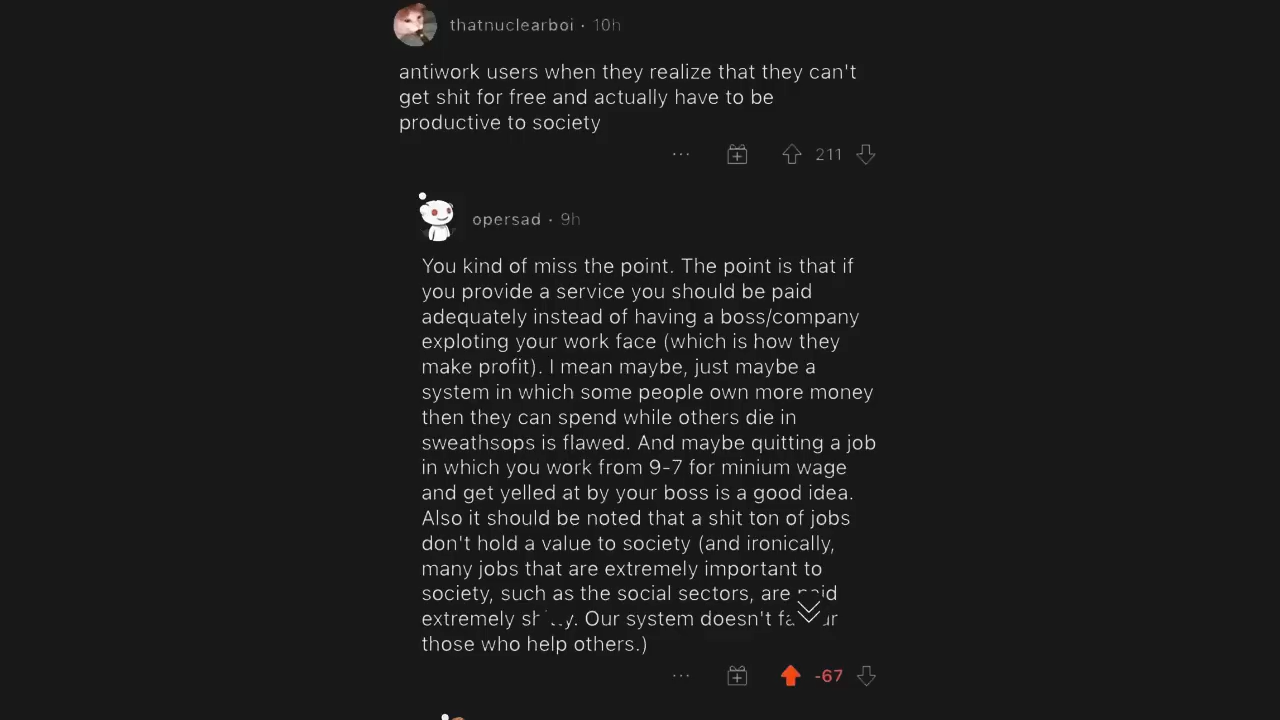 thatnuclearboi · 10h
antiwork users when they realize that they can't
get shit for free and actually have to be
productive to society
211
opersad · 9h
You kind of miss the point. The point is that if
you provide a service you should be paid
adequately instead of having a boss/company
exploting your work face (which is how they
make profit). I mean maybe, just maybe a
system in which some people own more money
then they can spend while others die in
sweathsops is flawed. And maybe quitting a job
in which you work from 9-7 for minium wage
and get yelled at by your boss is a good idea.
Also it should be noted that a shit ton of jobs
don't hold a value to society (and ironically,
many jobs that are extremely important to
society, such as the social sectors, are paid
extremely Our system doesn't
those who help others.)
-67